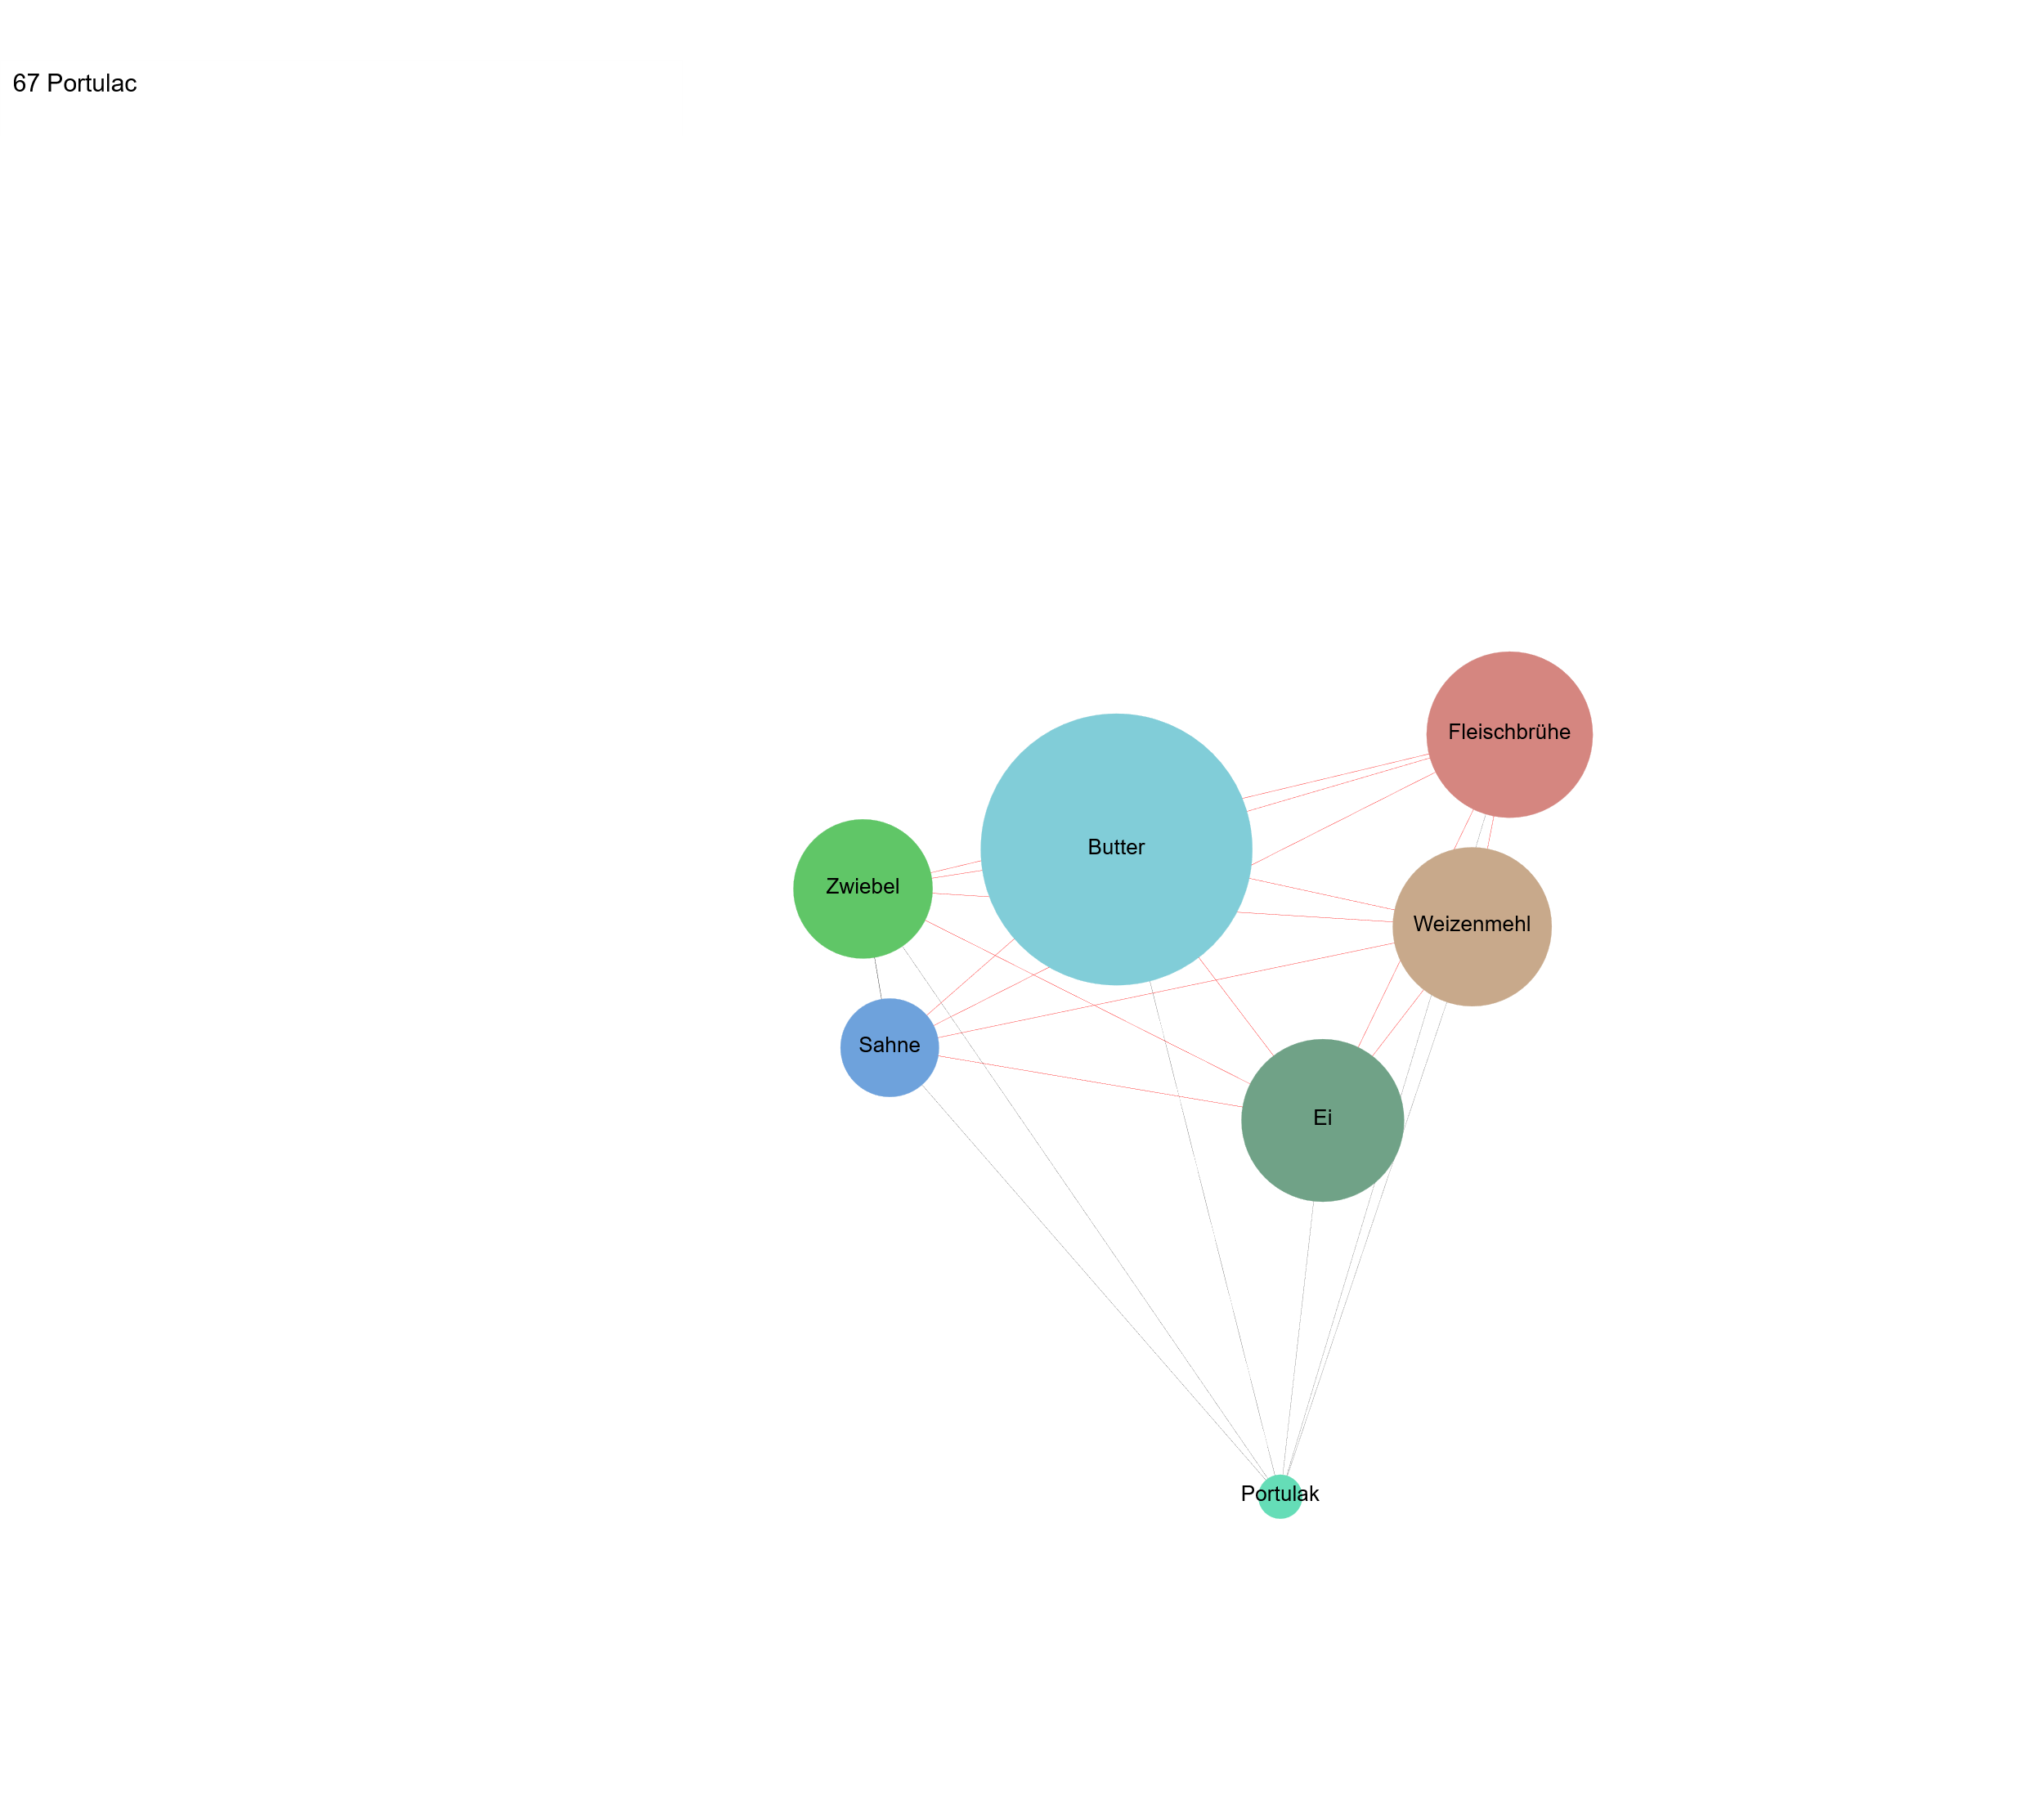 67 Portulac
Fleischbrühe
Butter
Zwiebel
Weizenmehl
Sahne
Ei
Portulak